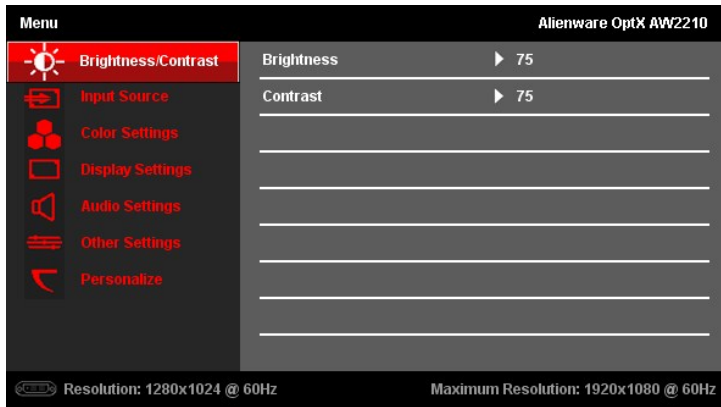 Menu Alienware OptX AW2210
Brightness/Contrast Brightness 75
Input Source Contrast 75
Color Settings
Display Settings
Audio Settings
Other Settings
Personalize
Resolution: 1280x1024 @ 60Hz Maximum Resolution: 1920x1080 @ 60Hz